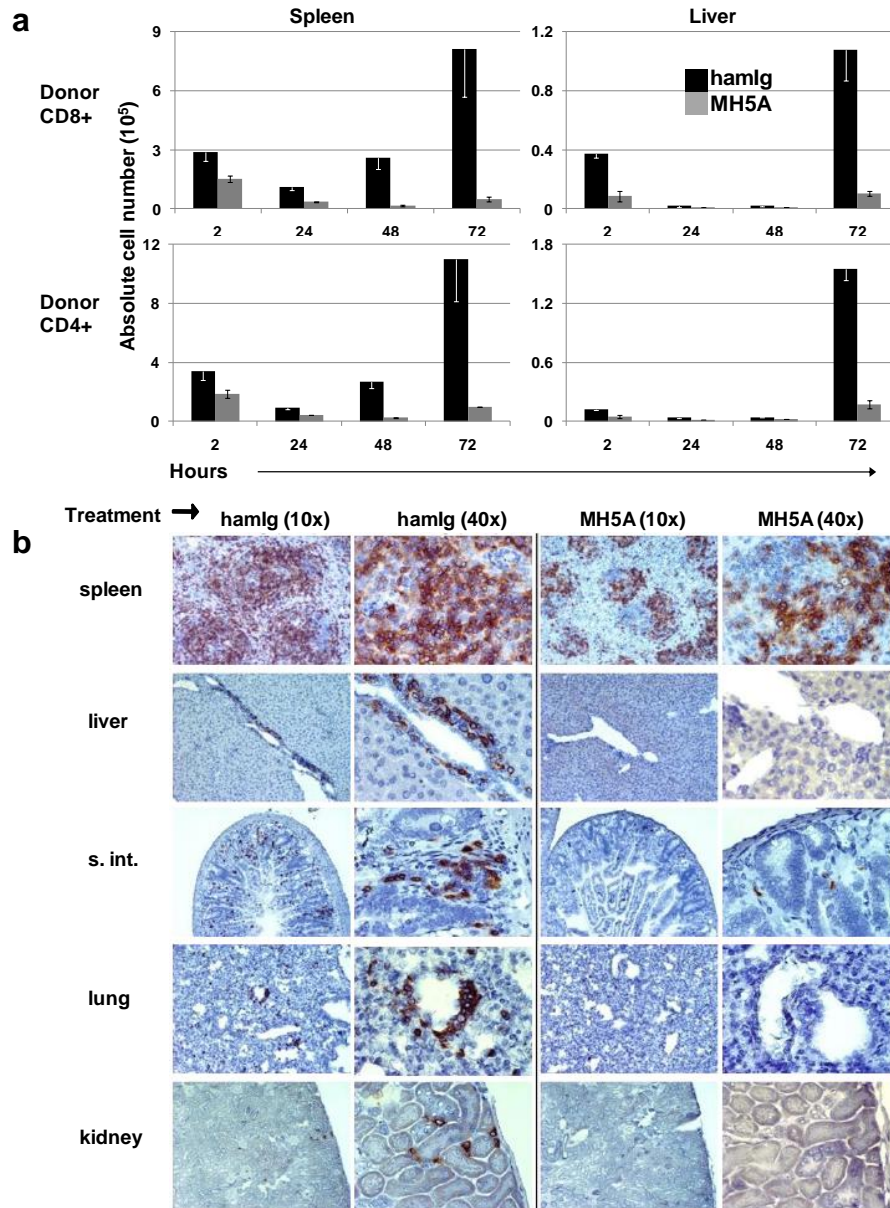 a
Spleen
Liver
Donor
CD8+
Donor
CD4+
Absolute cell number (10⁵)
9
6
3
0
2 24 48 72
1.2
0.8
0.4
0
2 24 48 72
hamIg
MH5A
12
8
4
0
2 24 48 72
1.8
1.2
0.6
0
2 24 48 72
Hours
Treatment
hamIg (10x) hamIg (40x) MH5A (10x) MH5A (40x)
b
spleen
liver
s. int.
lung
kidney